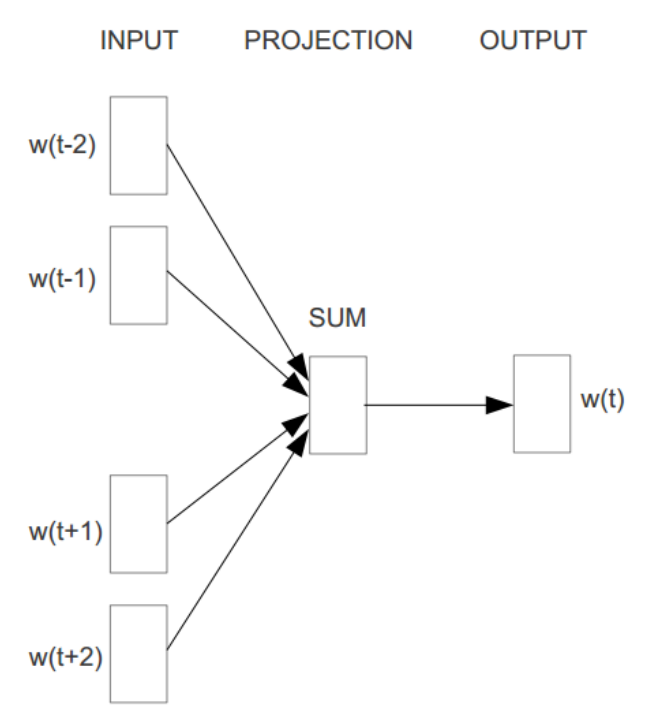 INPUT PROJECTION OUTPUT
w(t-2)
w(t-1)
SUM
w(t)
w(t+1)
w(t+2)